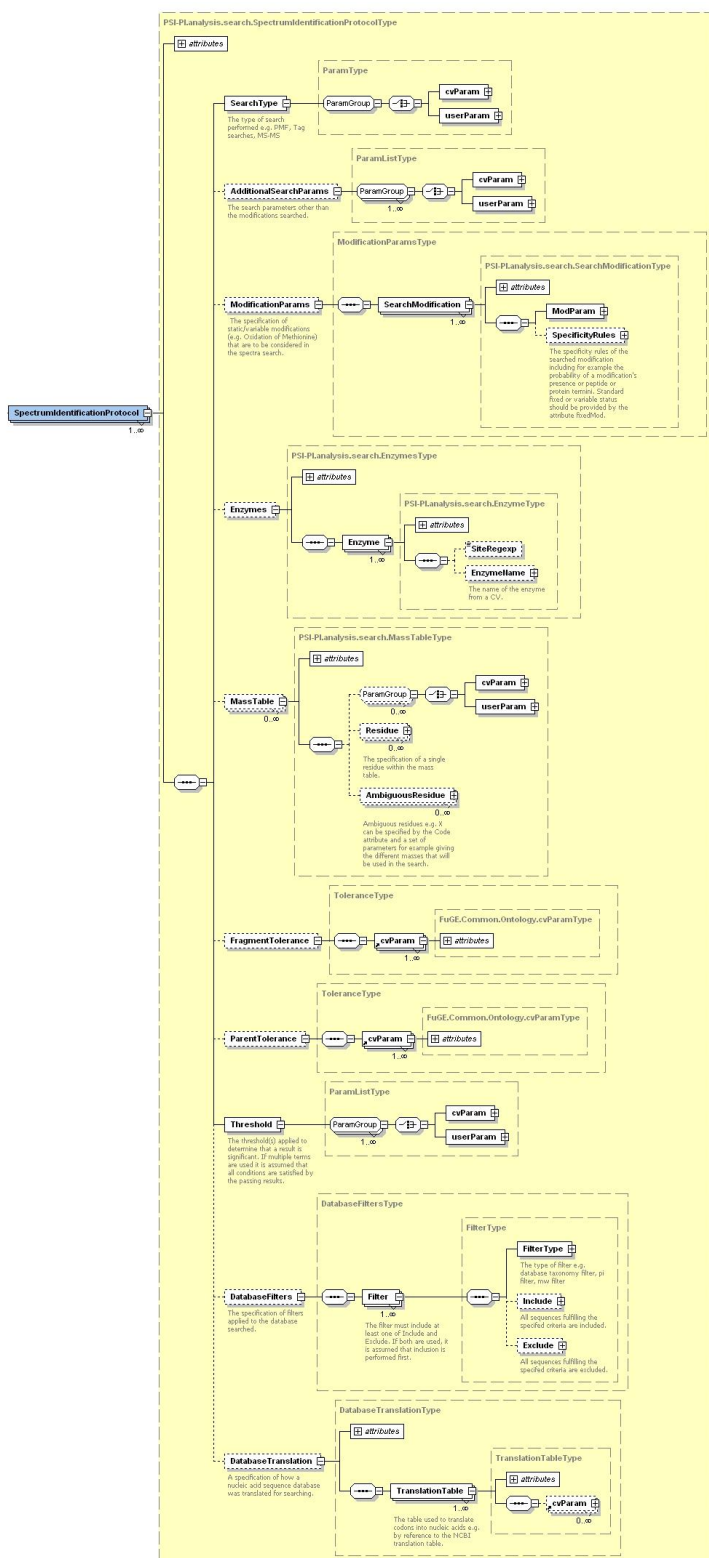 PSI-PI.analysis.search.SpectrumIdentificationProtocolType
attributes
ParamType
SearchType
ParamGroup
cvParam
userParam
The type of search
performed e.g. PMF, Tag
searches, MS-MS
ParamListType
AdditionalSearchParams
ParamGroup
1..∞
cvParam
userParam
The search parameters other than
the modifications searched.
ModificationParamsType
PSI-PI.analysis.search.SearchModificationType
attributes
ModificationParams
SearchModification
1..∞
ModParam
SpecificityRules
The specification of
static/variable modifications
(e.g. Oxidation of Methionine)
that are to be considered in
the spectra search.
The specificity rules of the
searched modification
including for example the
probability of a modification's
presence or peptide or
protein termini. Standard
fixed or variable status
should be provided by the
attribute fixedMod.
SpectrumIdentificationProtocol
1..∞
PSI-PI.analysis.search.EnzymesType
attributes
Enzymes
PSI-PI.analysis.search.EnzymeType
attributes
Enzyme
1..∞
SiteRegexp
EnzymeName
The name of the enzyme
from a CV.
PSI-PI.analysis.search.MassTableType
attributes
MassTable
0..∞
ParamGroup
0..∞
cvParam
userParam
Residue
0..∞
The specification of a single
residue within the mass
table.
AmbiguousResidue
0..∞
Ambiguous residues e.g. X
can be specified by the Code
attribute and a set of
parameters for example giving
the different masses that will
be used in the search.
ToleranceType
FuGE.Common.Ontology.cvParamType
FragmentTolerance
cvParam
1..∞
attributes
ToleranceType
FuGE.Common.Ontology.cvParamType
ParentTolerance
cvParam
1..∞
attributes
ParamListType
Threshold
ParamGroup
1..∞
cvParam
userParam
The threshold(s) applied to
determine that a result is
significant. If multiple terms
are used it is assumed that
all conditions are satisfied by
the passing results.
DatabaseFiltersType
FilterType
FilterType
The type of filter e.g.
database taxonomy filter, pi
filter, mw filter
DatabaseFilters
Filter
1..∞
Include
All sequences fulfilling the
specifed criteria are included.
The specification of filters
applied to the database
searched.
The filter must include at
least one of Include and
Exclude. If both are used, it
is assumed that inclusion is
performed first.
Exclude
All sequences fulfilling the
specifed criteria are excluded.
DatabaseTranslationType
attributes
DatabaseTranslation
A specification of how a
nucleic acid sequence database
was translated for searching.
TranslationTableType
attributes
TranslationTable
1..∞
cvParam
0..∞
The table used to translate
codons into nucleic acids e.g.
by reference to the NCBI
translation table.